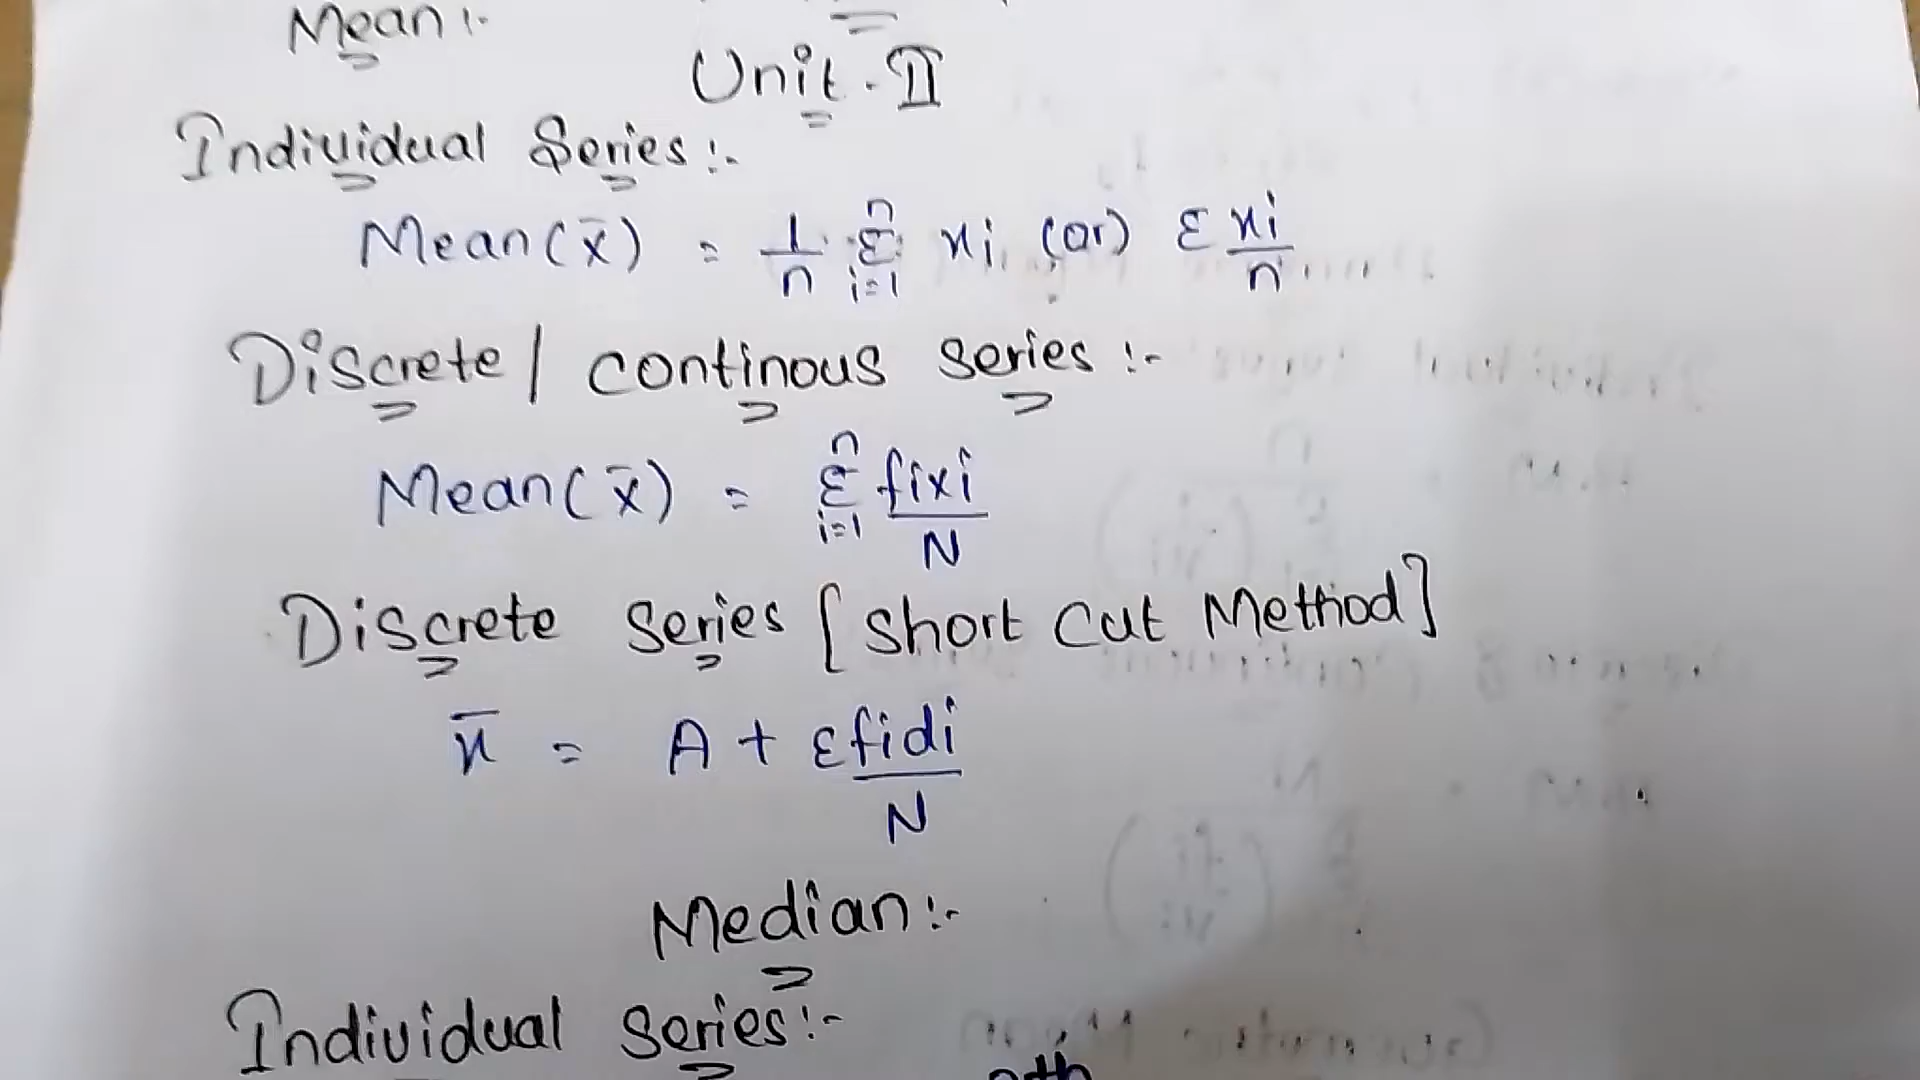 Mean :-
Unit - II
Individual Series :-
Mean (x̄) = 1/n Σ_{i=1}^{n} xi (or) Σ xi/n
Discrete / continous series :-
Mean (x̄) = Σ_{i=1}^{n} fixi/N
Discrete series [short cut Method]
x̄ = A + Σfidi/N
Median :-
Individual series :-